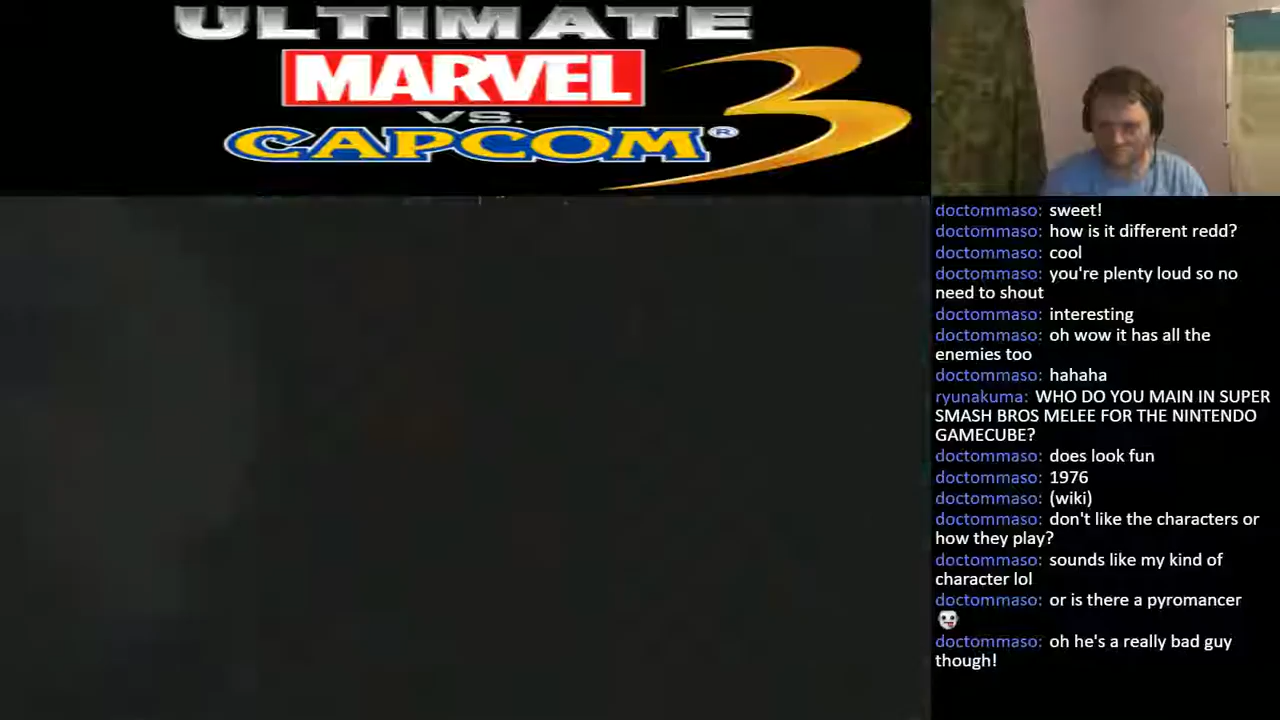 ULTIMATE
MARVEL
VS.
CAPCOM® 3
doctommaso: sweet!
doctommaso: how is it different redd?
doctommaso: cool
doctommaso: you're plenty loud so no
need to shout
doctommaso: interesting
doctommaso: oh wow it has all the
enemies too
doctommaso: hahaha
ryunakuma: WHO DO YOU MAIN IN SUPER
SMASH BROS MELEE FOR THE NINTENDO
GAMECUBE?
doctommaso: does look fun
doctommaso: 1976
doctommaso: (wiki)
doctommaso: don't like the characters or
how they play?
doctommaso: sounds like my kind of
character lol
doctommaso: or is there a pyromancer
doctommaso: oh he's a really bad guy
though!